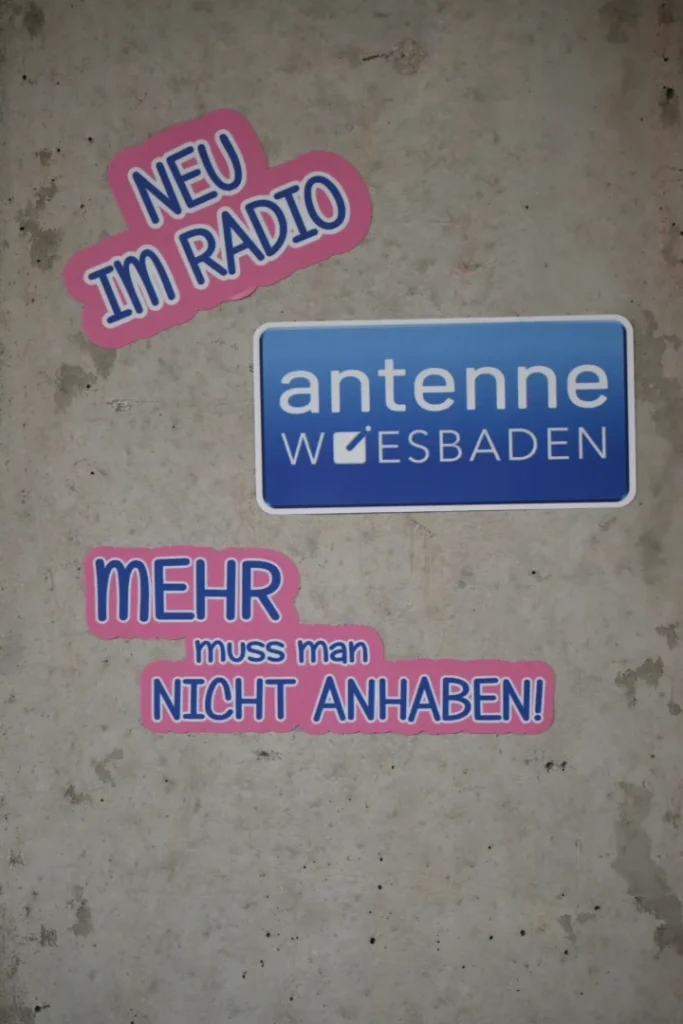 NEU
IM RADIO
antenne
WIESBADEN
MEHR
muss man
NICHT ANHABEN!